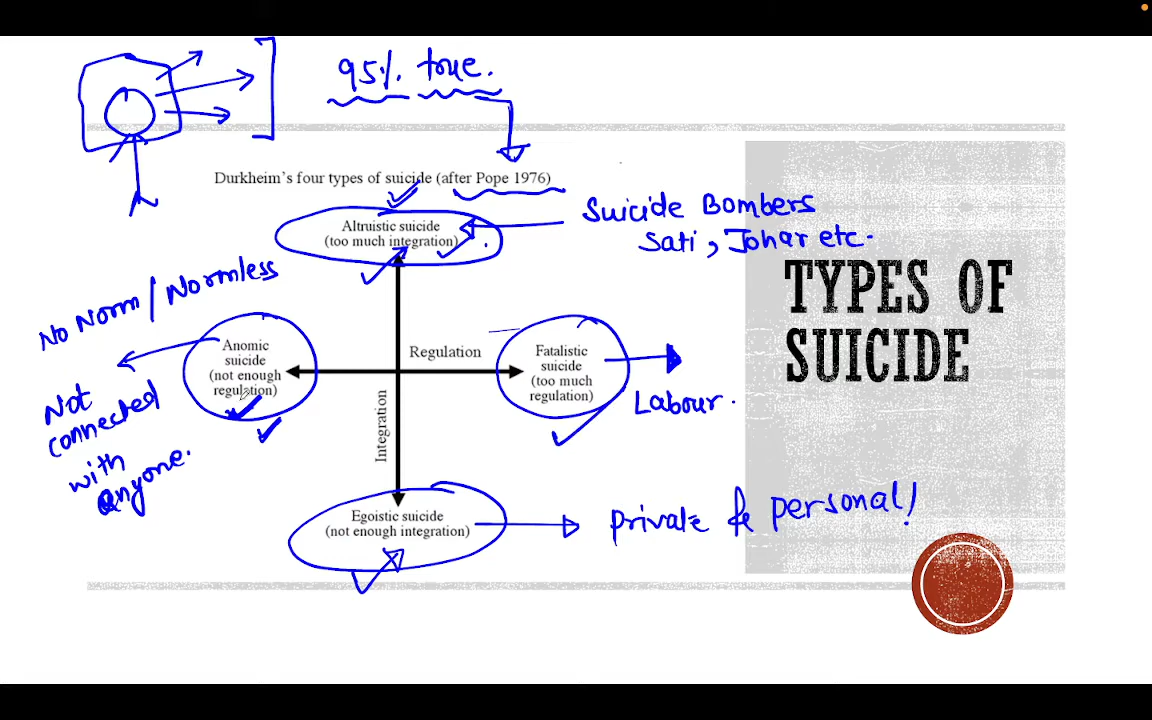 95% true.
Durkheim's four types of suicide (after Pope 1976)
Altruistic suicide
(too much integration)
Suicide Bombers
Sati, Johar etc.
TYPES OF
SUICIDE
No Norm / Normless
Anomic
suicide
(not enough
regulation)
Not
connected
with
anyone.
Regulation
Integration
Fatalistic
suicide
(too much
regulation)
Labour.
Egoistic suicide
(not enough integration)
private & personal!